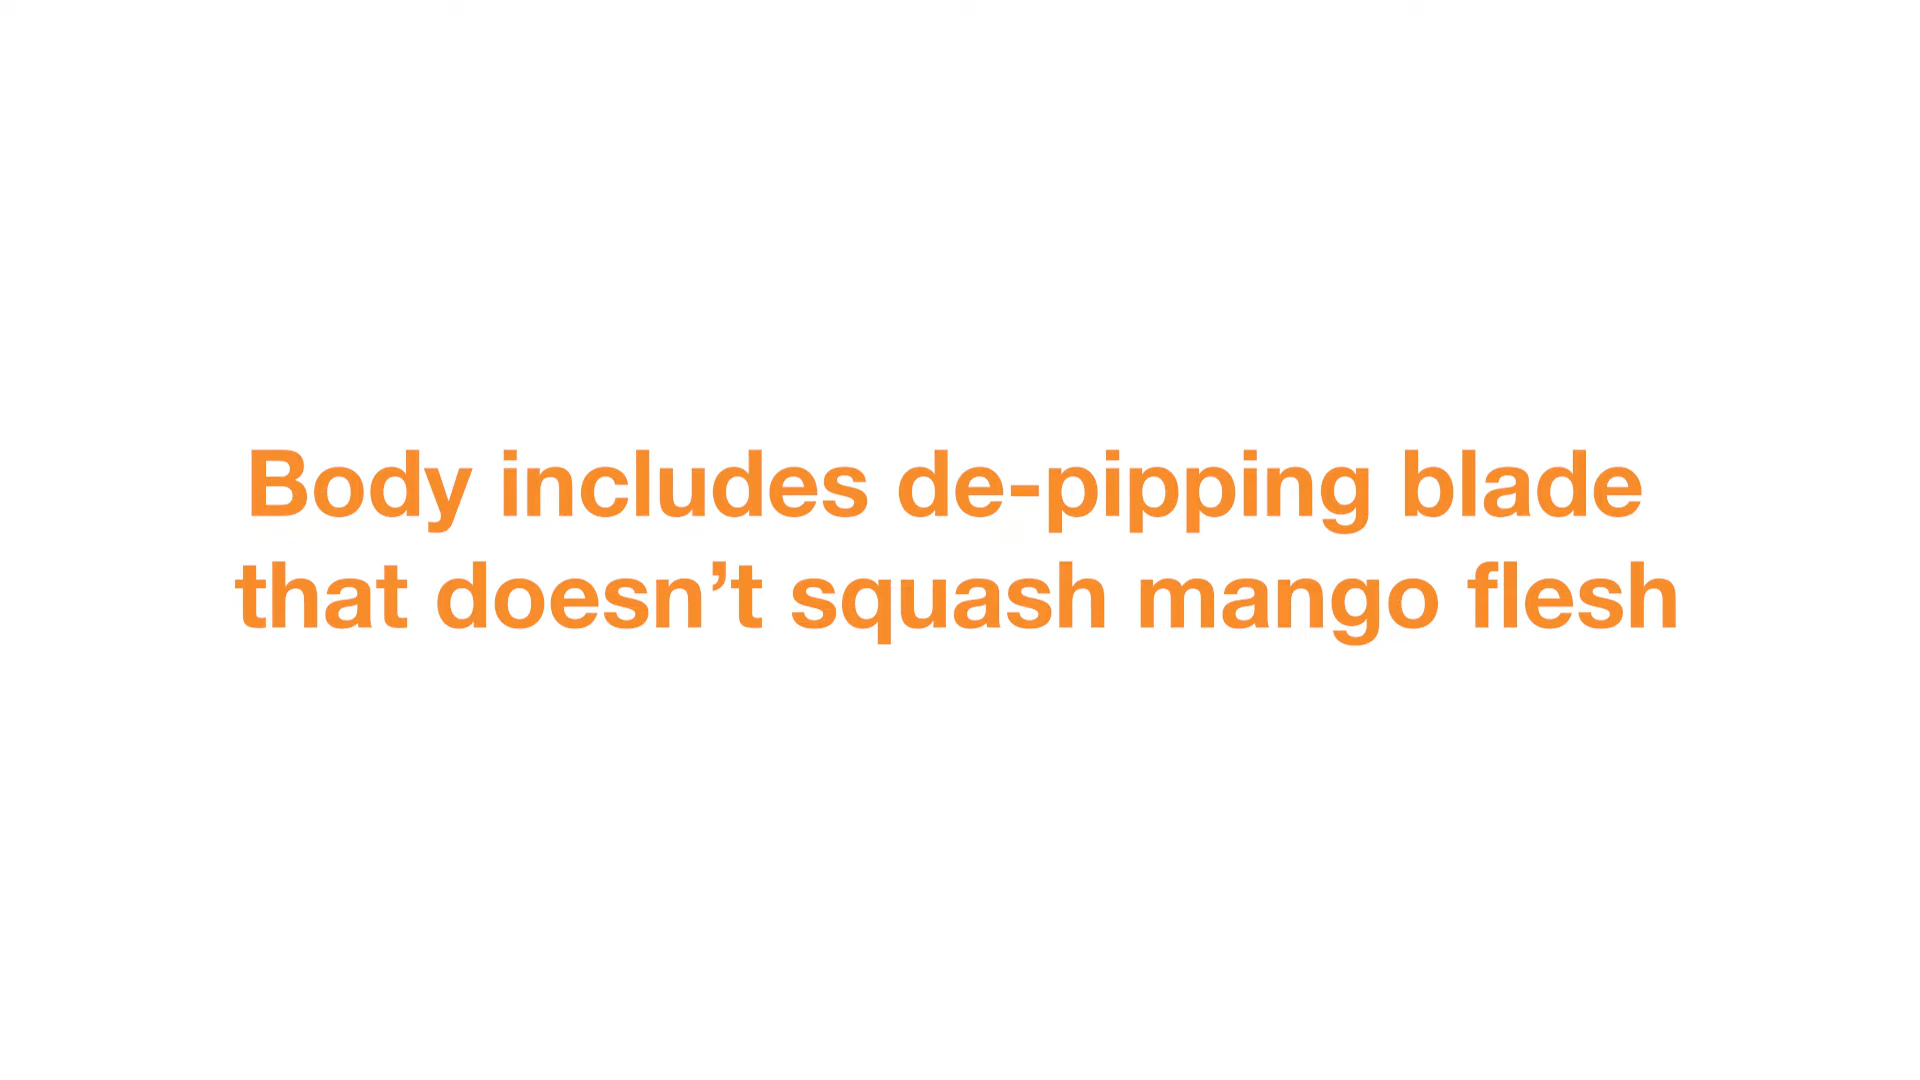 Body includes de-pipping blade
that doesn’t squash mango flesh